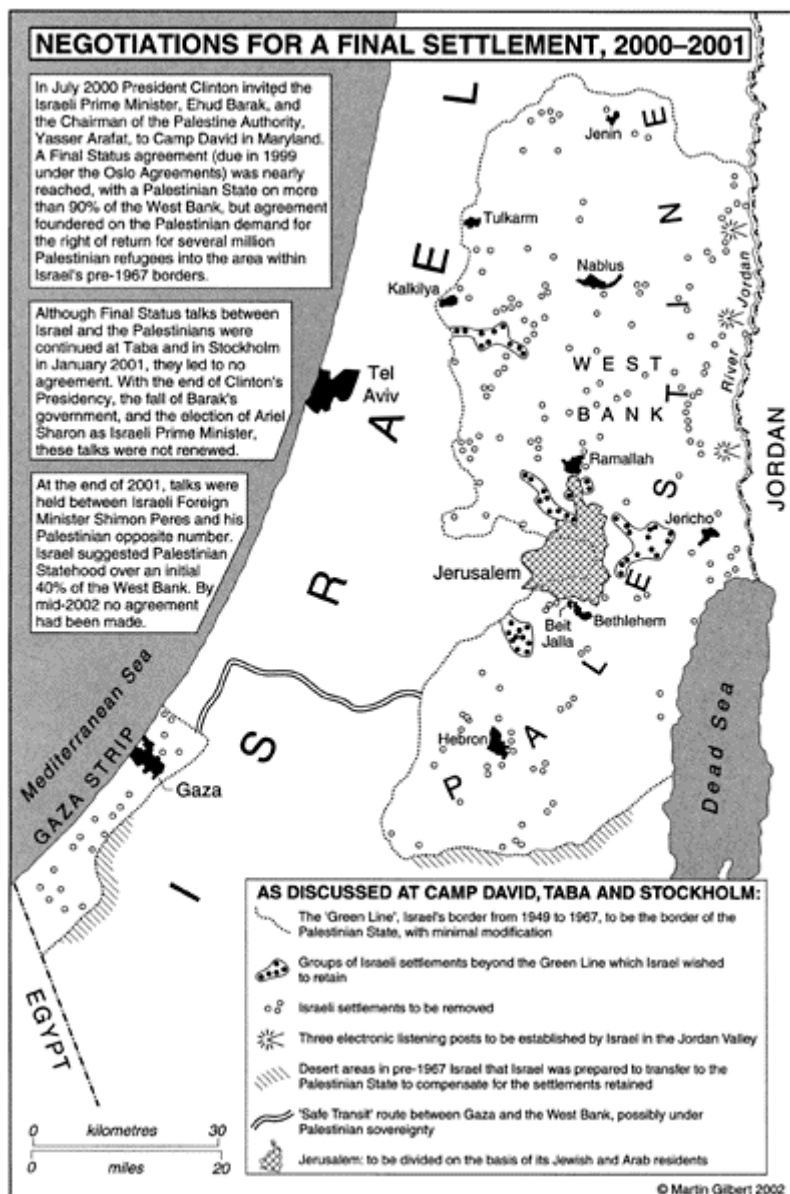 NEGOTIATIONS FOR A FINAL SETTLEMENT, 2000–2001
In July 2000 President Clinton invited the
Israeli Prime Minister, Ehud Barak, and
the Chairman of the Palestine Authority,
Yasser Arafat, to Camp David in Maryland.
A Final Status agreement (due in 1999
under the Oslo Agreements) was nearly
reached, with a Palestinian State on more
than 90% of the West Bank, but agreement
foundered on the Palestinian demand for
the right of return for several million
Palestinian refugees into the area within
Israel's pre-1967 borders.
Although Final Status talks between
Israel and the Palestinians were
continued at Taba and in Stockholm
in January 2001, they led to no
agreement. With the end of Clinton's
Presidency, the fall of Barak's
government, and the election of Ariel
Sharon as Israeli Prime Minister,
these talks were not renewed.
At the end of 2001, talks were
held between Israeli Foreign
Minister Shimon Peres and his
Palestinian opposite number.
Israel suggested Palestinian
Statehood over an initial
40% of the West Bank. By
mid-2002 no agreement
had been made.
ISRAEL
PALESTINE
Jenin
Tulkarm
Nablus
Kalkilya
River Jordan
WEST
BANK
Tel
Aviv
JORDAN
Ramallah
Jericho
Jerusalem
Beit
Jalla
Bethlehem
Hebron
Dead Sea
Mediterranean Sea
GAZA STRIP
Gaza
EGYPT
AS DISCUSSED AT CAMP DAVID, TABA AND STOCKHOLM:
The 'Green Line', Israel's border from 1949 to 1967, to be the border of the
Palestinian State, with minimal modification
Groups of Israeli settlements beyond the Green Line which Israel wished
to retain
Israeli settlements to be removed
Three electronic listening posts to be established by Israel in the Jordan Valley
Desert areas in pre-1967 Israel that Israel was prepared to transfer to the
Palestinian State to compensate for the settlements retained
'Safe Transit' route between Gaza and the West Bank, possibly under
Palestinian sovereignty
Jerusalem: to be divided on the basis of its Jewish and Arab residents
0 kilometres 30
0 miles 20
© Martin Gilbert 2002